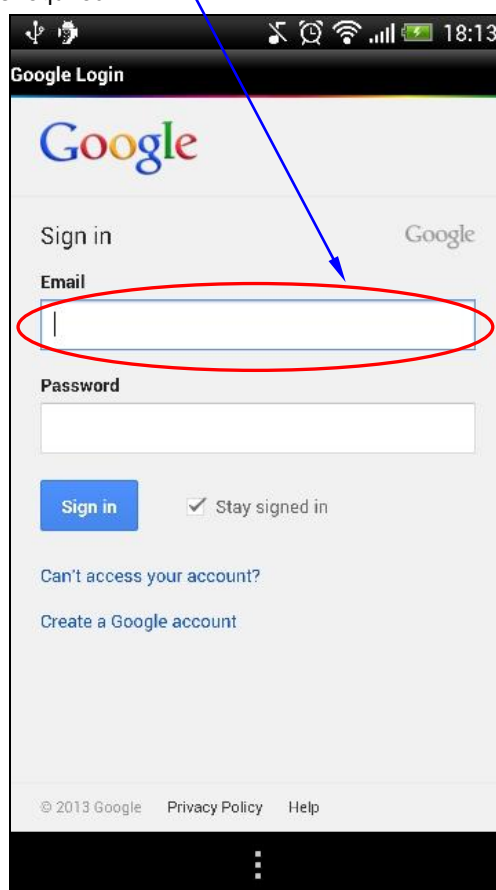 18:13
Google Login
Google
Sign in Google
Email
Password
Sign in Stay signed in
Can't access your account?
Create a Google account
© 2013 Google Privacy Policy Help